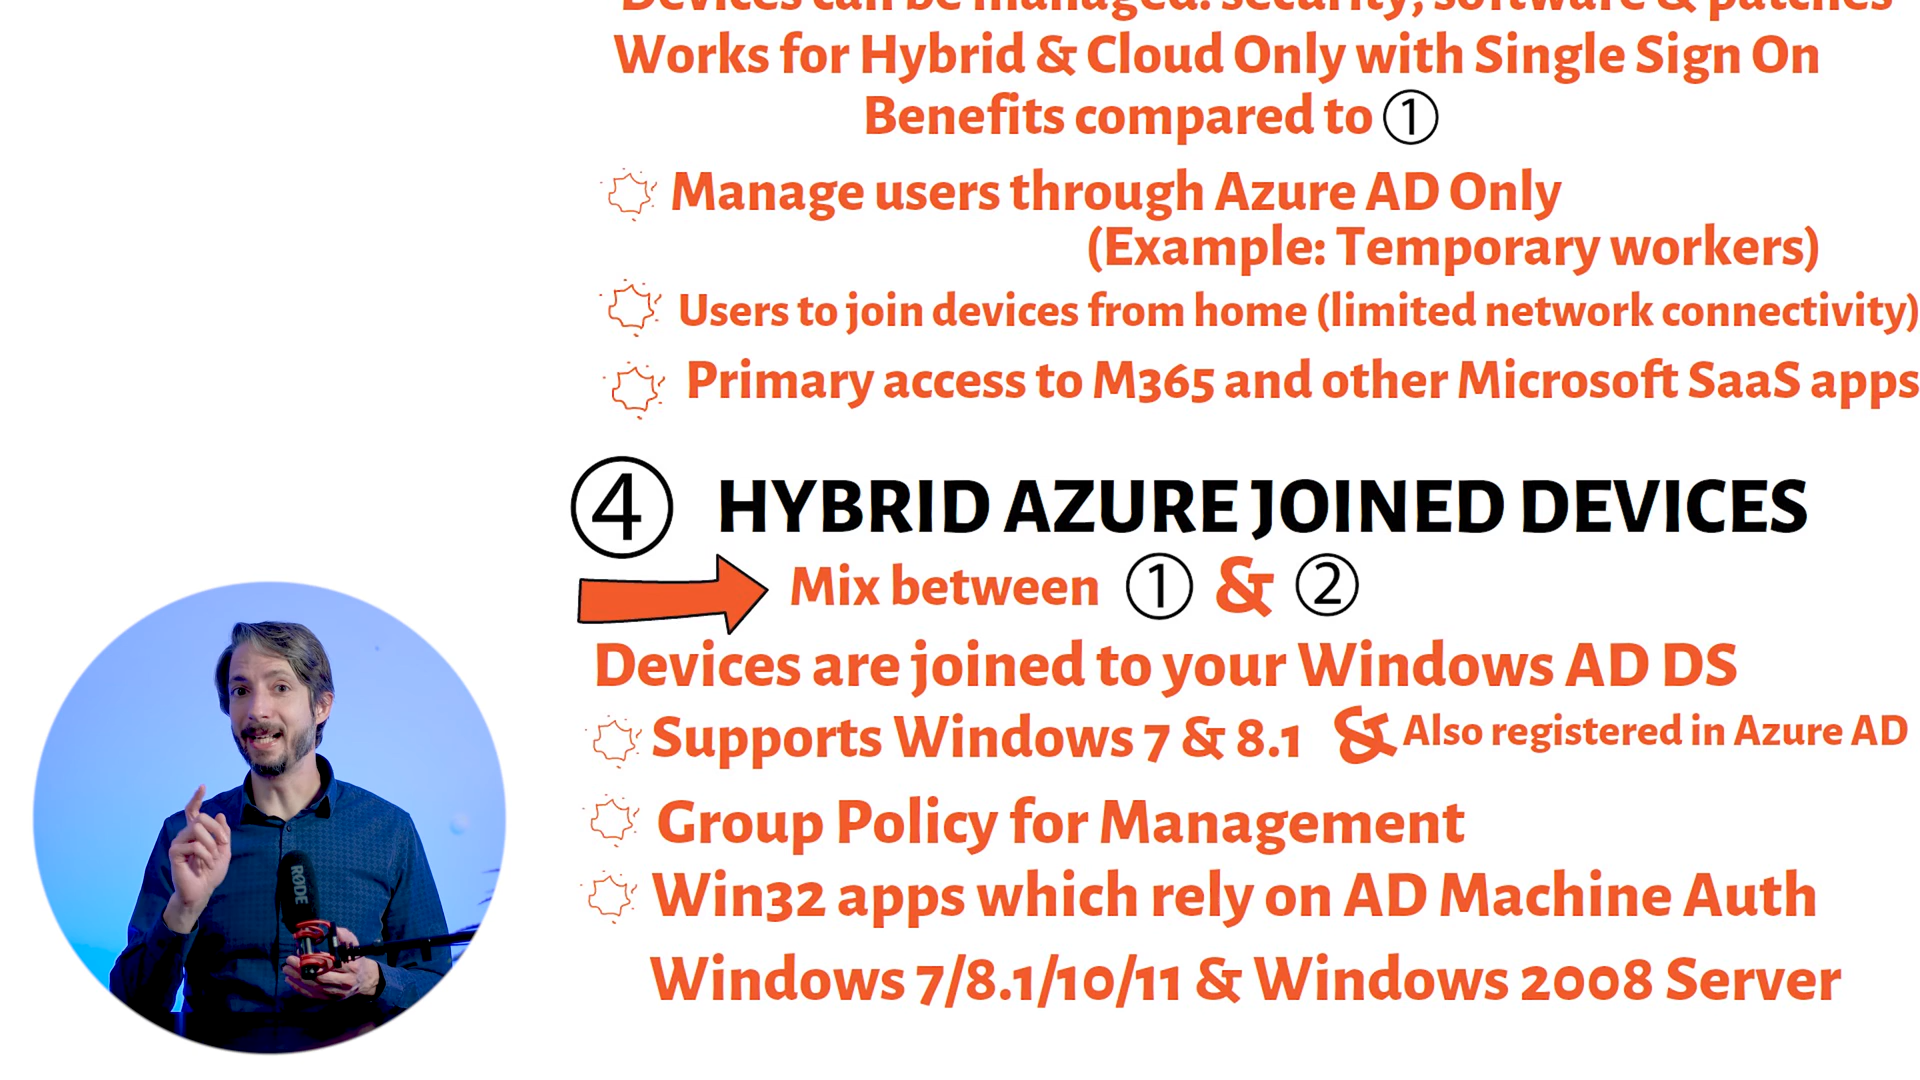 Devices can be managed: security, software & patches
Works for Hybrid & Cloud Only with Single Sign On
Benefits compared to ①
Manage users through Azure AD Only
(Example: Temporary workers)
Users to join devices from home (limited network connectivity)
Primary access to M365 and other Microsoft SaaS apps
④ HYBRID AZURE JOINED DEVICES
Mix between ① & ②
Devices are joined to your Windows AD DS
Supports Windows 7 & 8.1 & Also registered in Azure AD
Group Policy for Management
Win32 apps which rely on AD Machine Auth
Windows 7/8.1/10/11 & Windows 2008 Server
RØDE